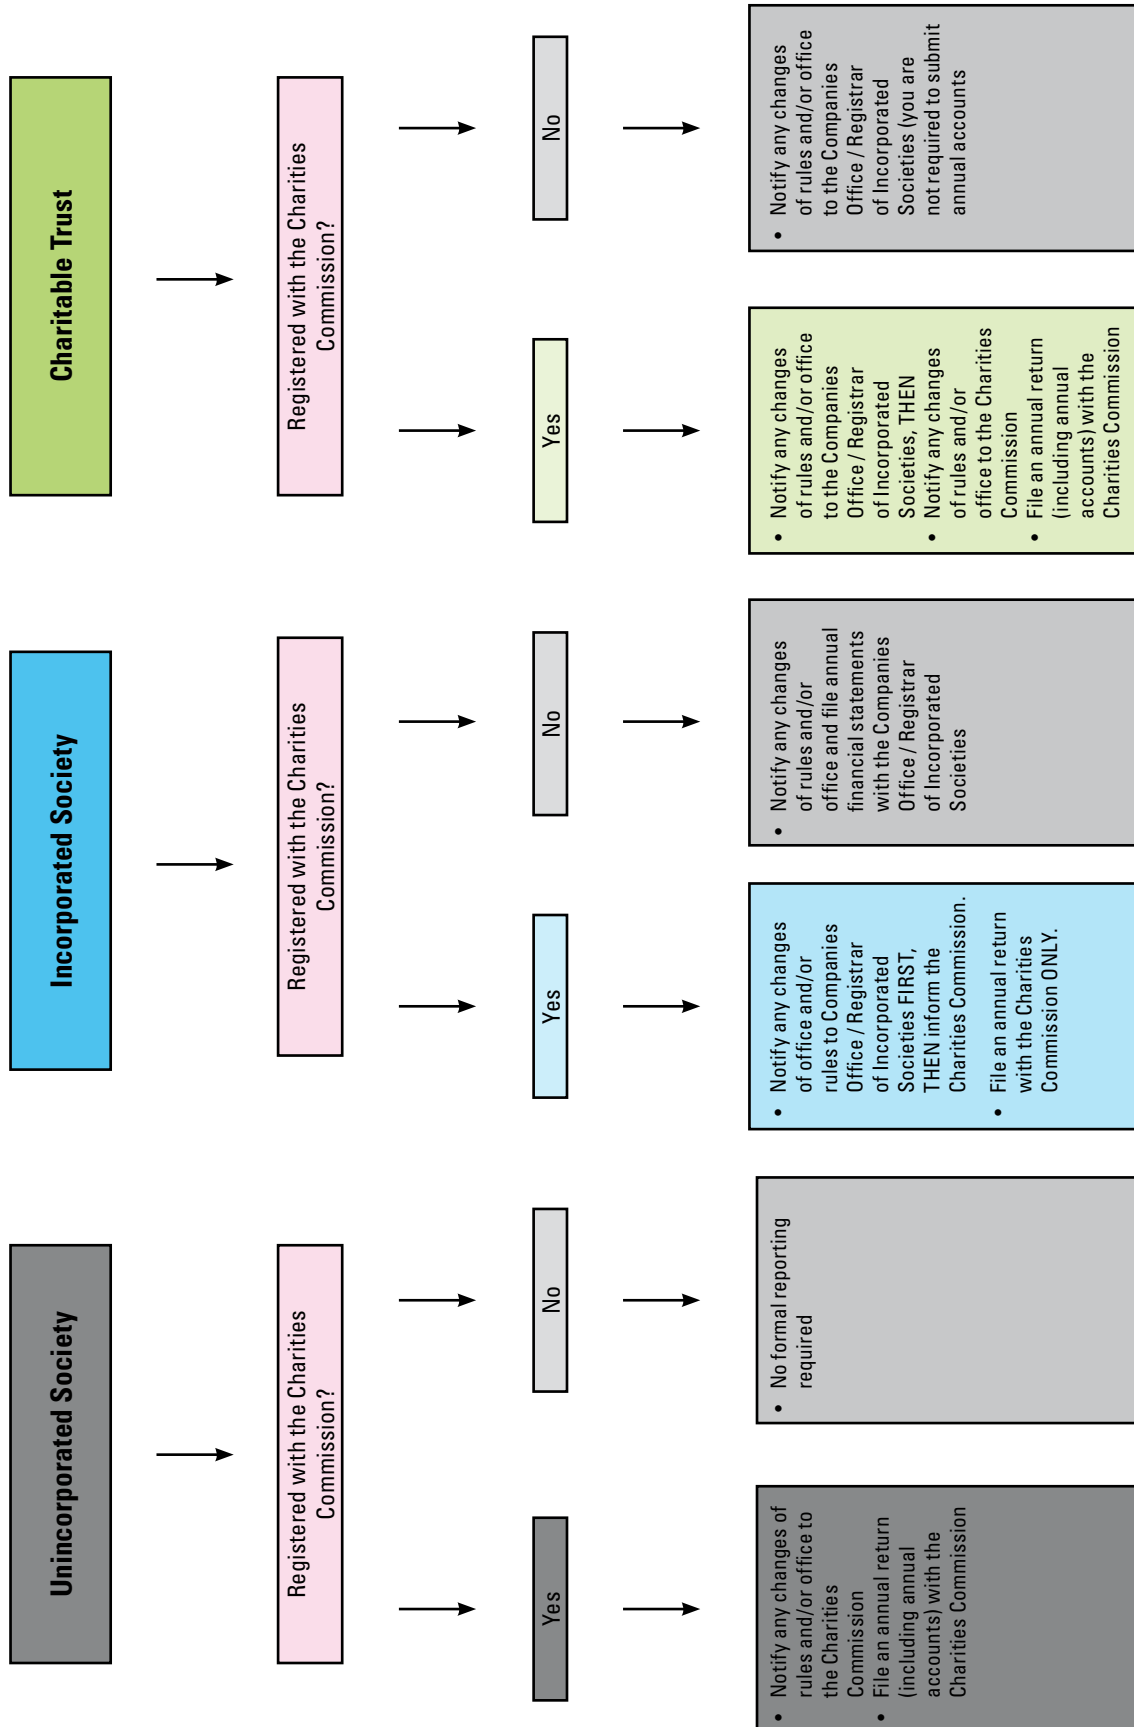 Unincorporated Society
Registered with the Charities
Commission?
Yes
No
• Notify any changes of
rules and/or office to
the Charities
Commission
• File an annual return
(including annual
accounts) with the
Charities Commission
• No formal reporting
required
Incorporated Society
Registered with the Charities
Commission?
Yes
No
• Notify any changes
of office and/or
rules to Companies
Office / Registrar
of Incorporated
Societies FIRST,
THEN inform the
Charities Commission.
• File an annual return
with the Charities
Commission ONLY.
• Notify any changes
of rules and/or
office and file annual
financial statements
with the Companies
Office / Registrar
of Incorporated
Societies
Charitable Trust
Registered with the Charities
Commission?
Yes
No
• Notify any changes
of rules and/or office
to the Companies
Office / Registrar
of Incorporated
Societies, THEN
• Notify any changes
of rules and/or
office to the Charities
Commission
• File an annual return
(including annual
accounts) with the
Charities Commission
• Notify any changes
of rules and/or office
to the Companies
Office / Registrar
of Incorporated
Societies (you are
not required to submit
annual accounts